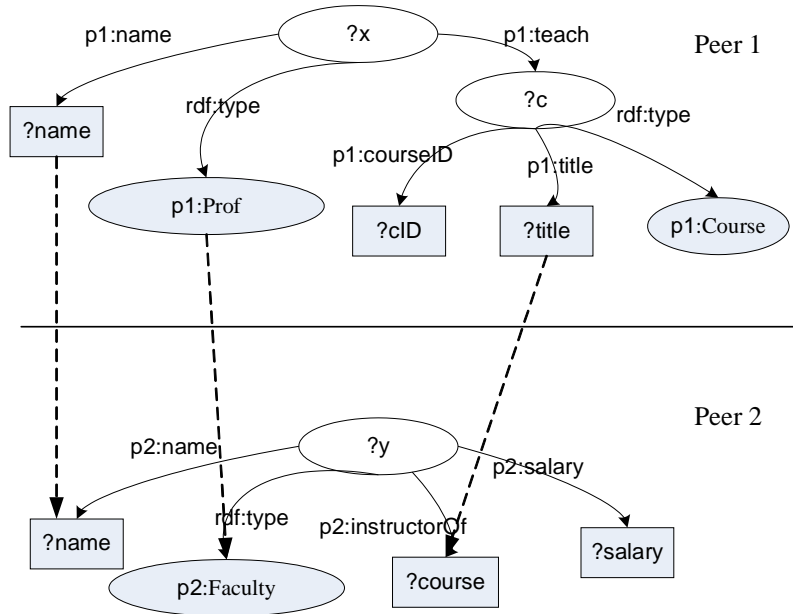 p1:name
?x
p1:teach
Peer 1
?name
rdf:type
?c
rdf:type
p1:courseID
p1:title
p1:Prof
?cID
?title
p1:Course
Peer 2
p2:name
?y
p2:salary
rdf:type
p2:instructorOf
?name
?salary
p2:Faculty
?course